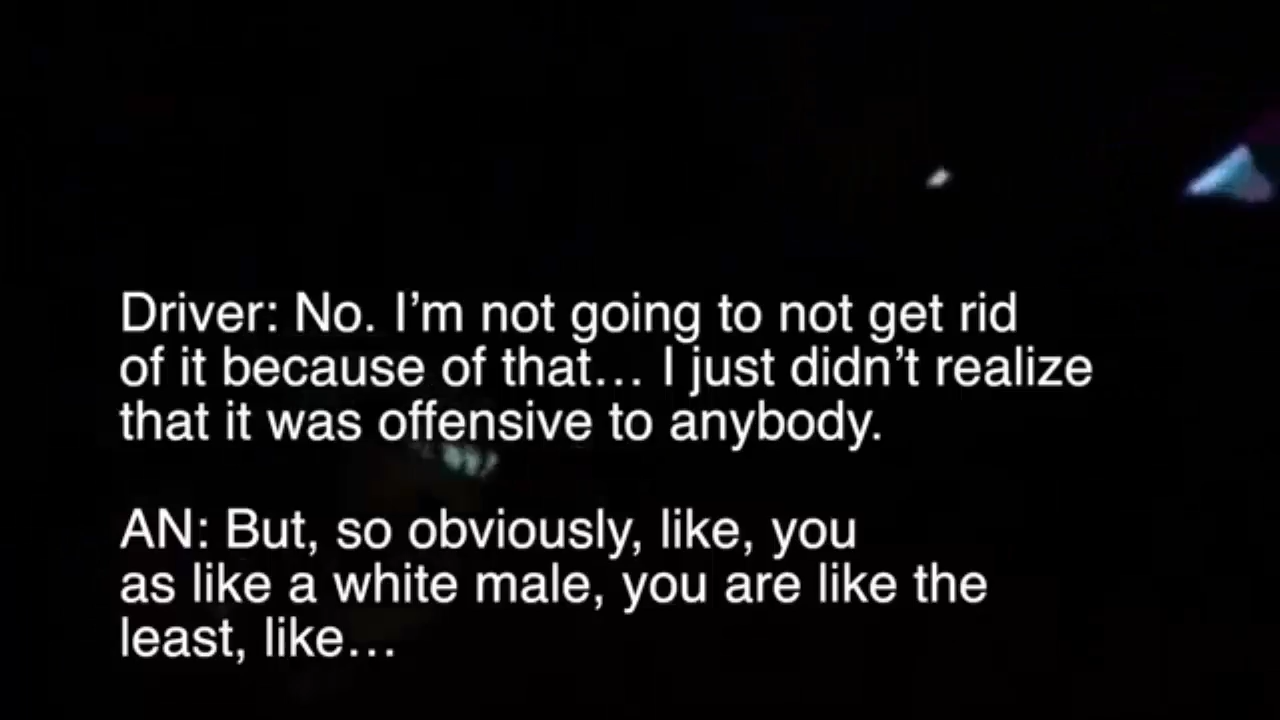 Driver: No. I’m not going to not get rid
of it because of that… I just didn’t realize
that it was offensive to anybody.
AN: But, so obviously, like, you
as like a white male, you are like the
least, like…